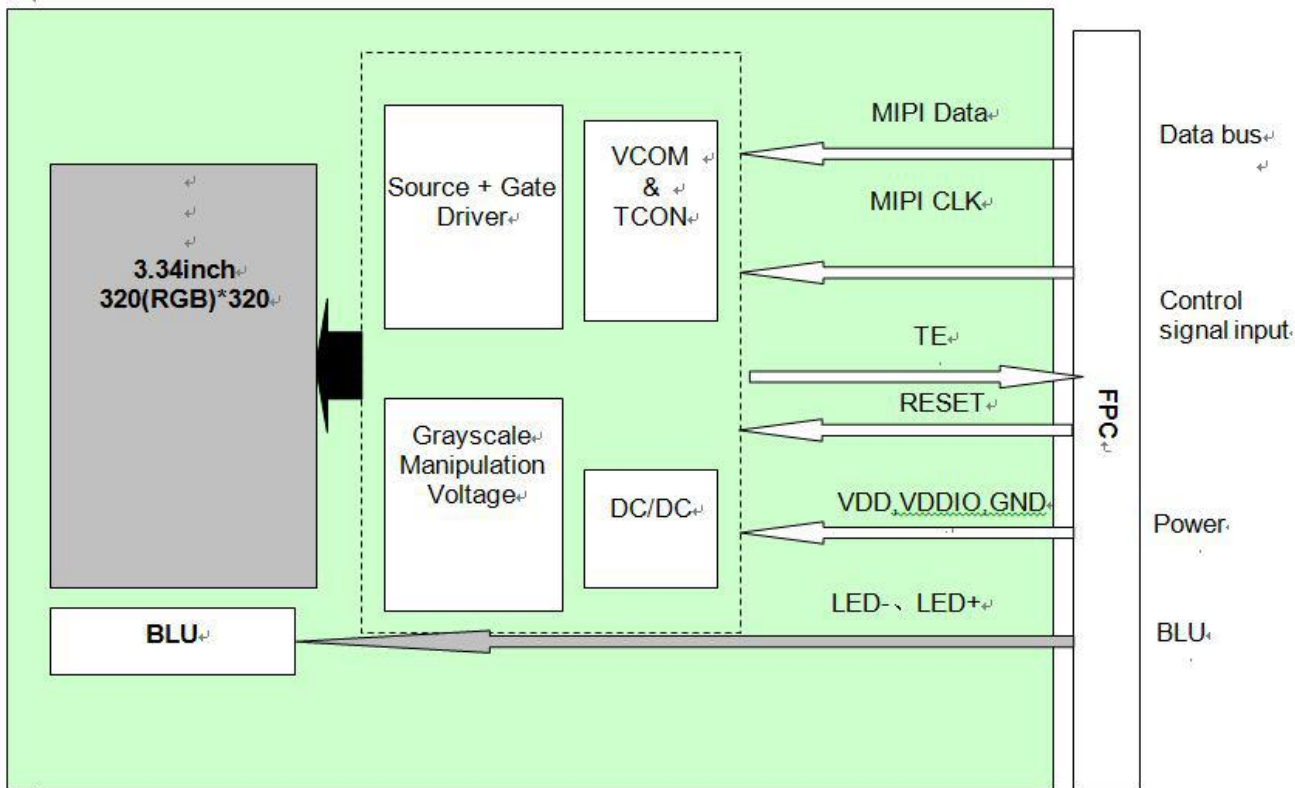 3.34inch
320(RGB)*320
BLU
Source + Gate
Driver
VCOM
&
TCON
Grayscale
Manipulation
Voltage
DC/DC
MIPI Data
MIPI CLK
TE
RESET
VDD,VDDIO,GND
LED-、LED+
FPC
Data bus
Control
signal input
Power
BLU